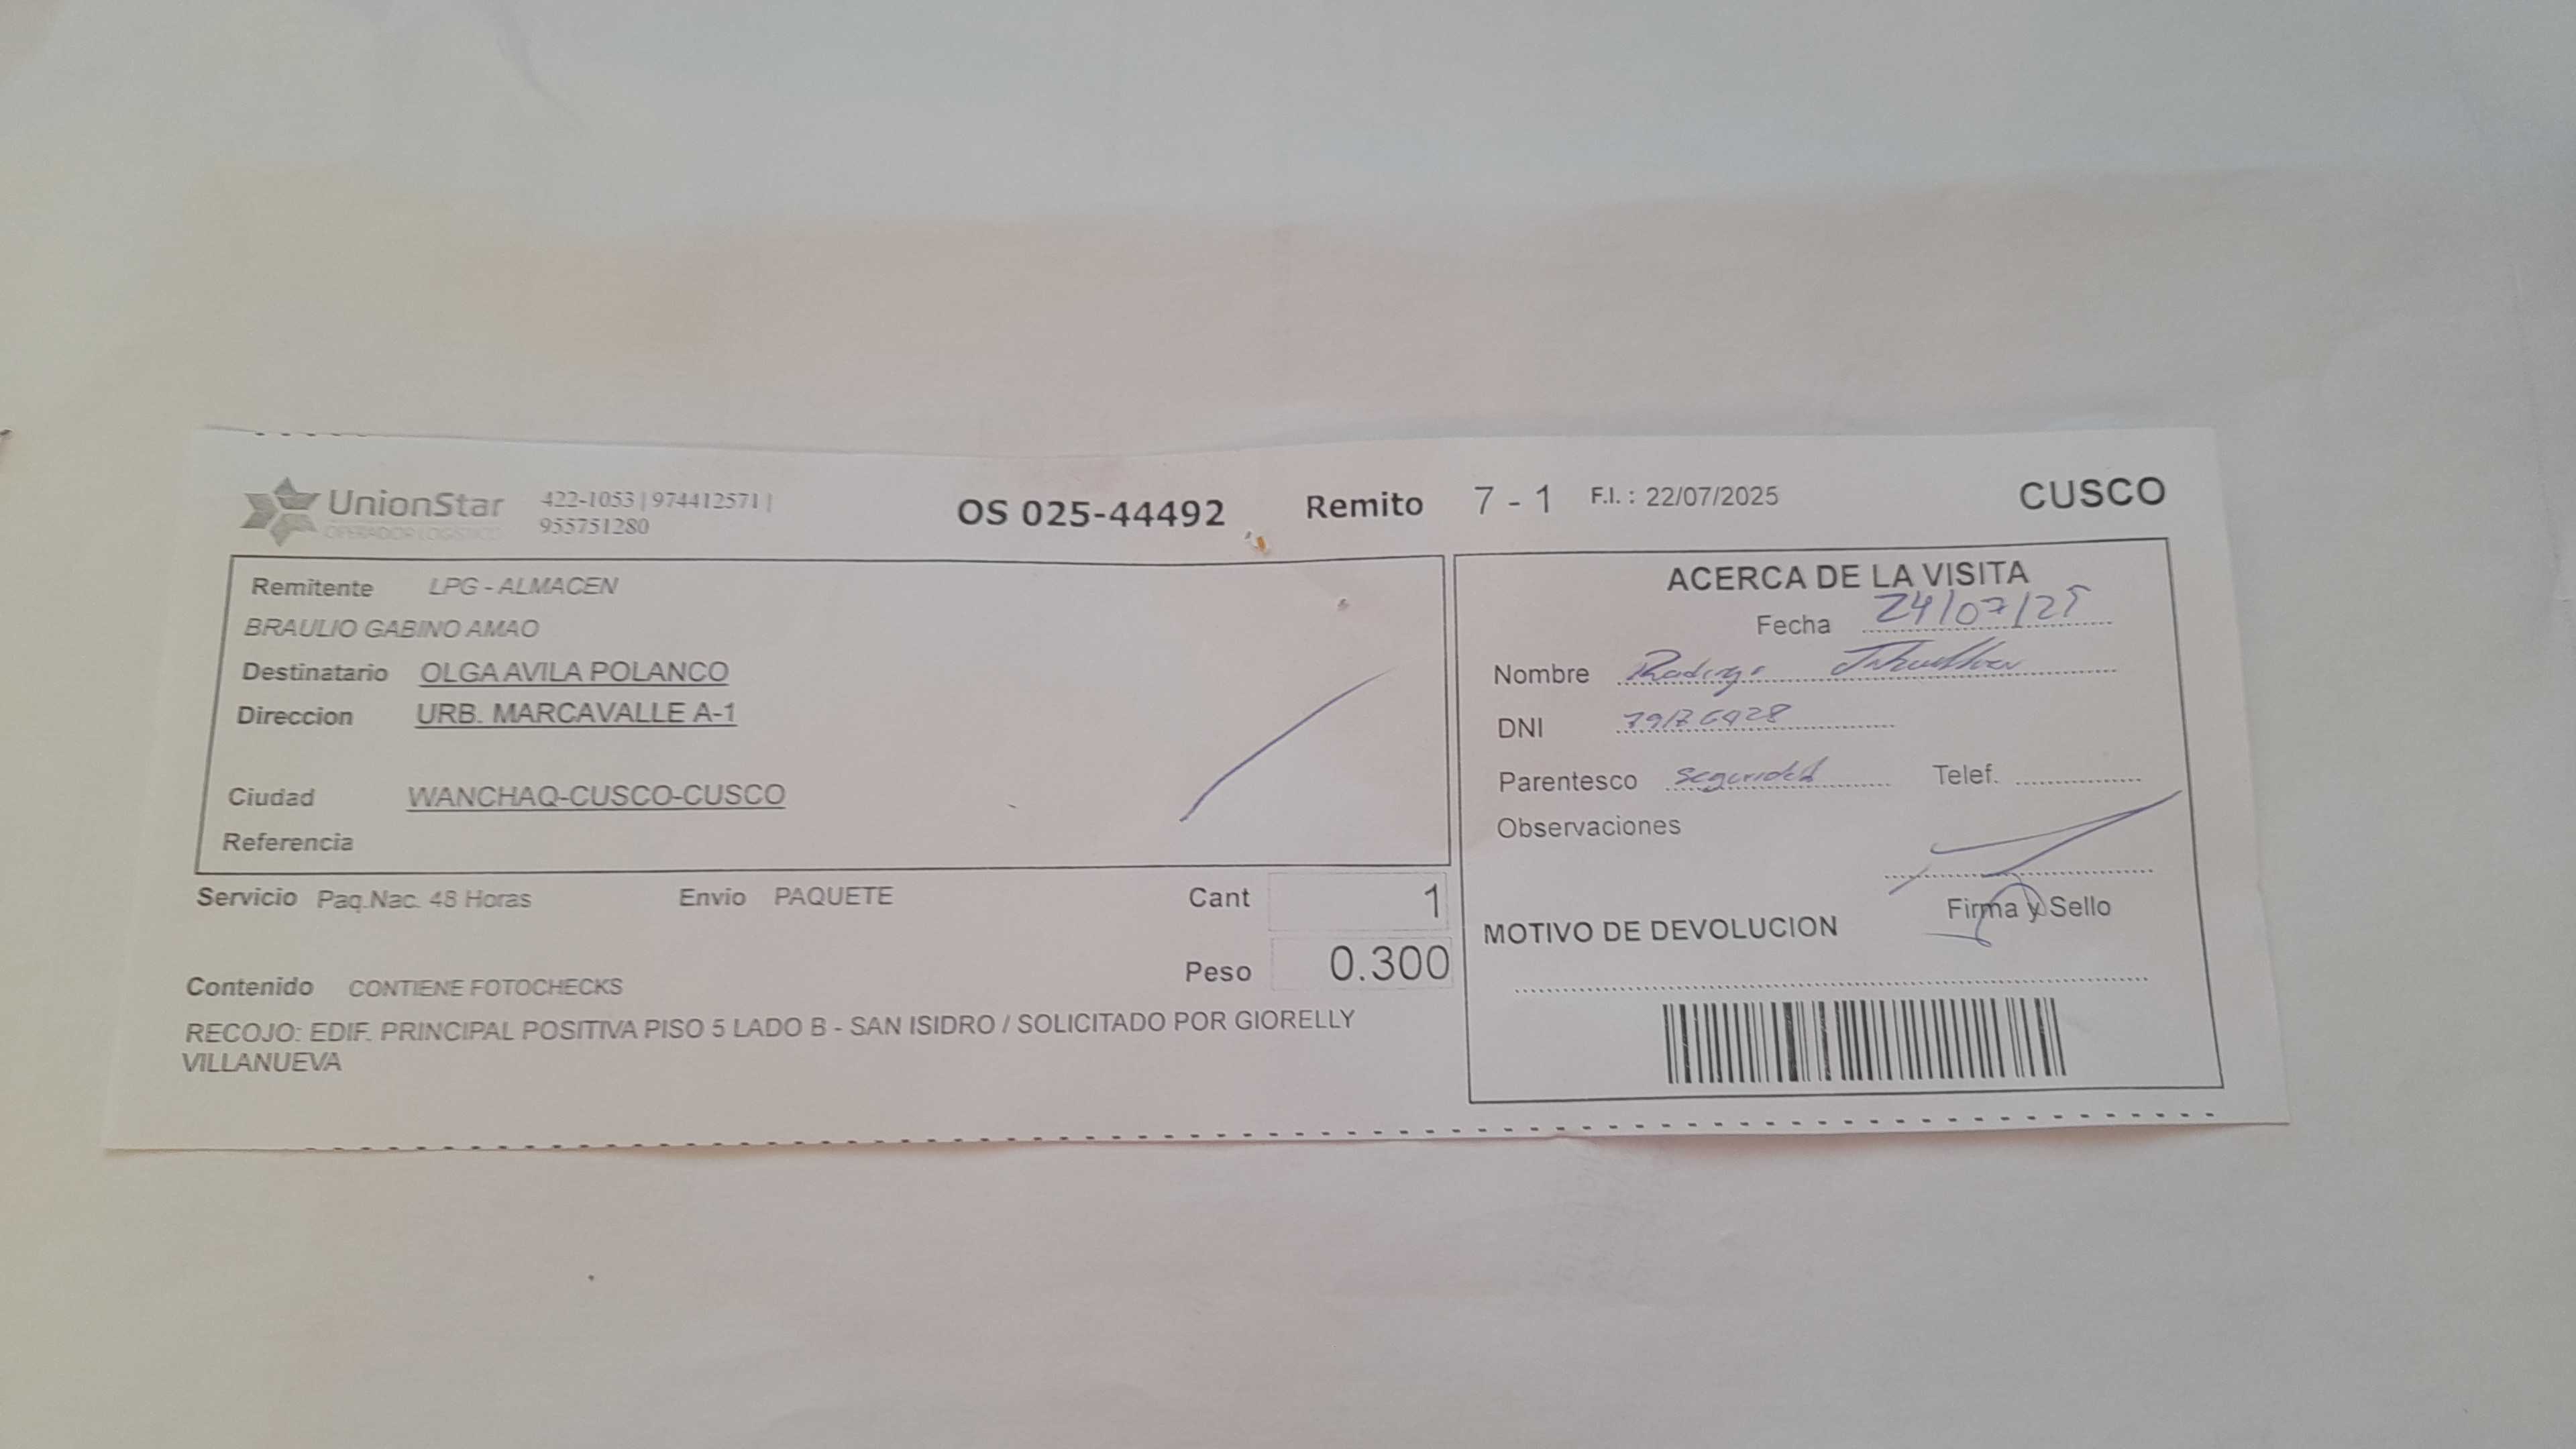 UnionStar
OPERADOR LOGISTICO
422-1053 | 974412571 |
955751280
OS 025-44492 Remito 7 - 1 F.I. : 22/07/2025 CUSCO
Remitente LPG - ALMACEN
BRAULIO GABINO AMAO
Destinatario OLGA AVILA POLANCO
Direccion URB. MARCAVALLE A-1
Ciudad WANCHAQ-CUSCO-CUSCO
Referencia
Servicio Paq.Nac. 48 Horas Envio PAQUETE Cant 1
Peso 0.300
Contenido CONTIENE FOTOCHECKS
RECOJO: EDIF. PRINCIPAL POSITIVA PISO 5 LADO B - SAN ISIDRO / SOLICITADO POR GIORELLY
VILLANUEVA
ACERCA DE LA VISITA
Fecha 24/07/25
Nombre Rodrigo
DNI
Parentesco Seguridad Telef.
Observaciones
Firma y Sello
MOTIVO DE DEVOLUCION